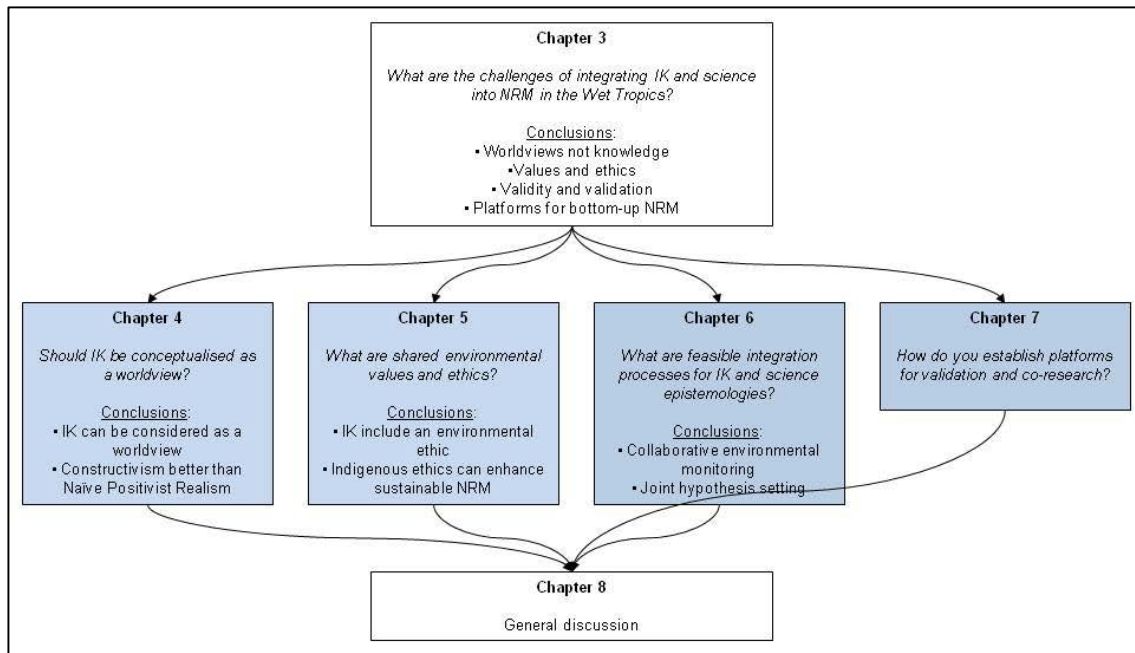 Chapter 3
What are the challenges of integrating IK and science
into NRM in the Wet Tropics?
Conclusions:
▪ Worldviews not knowledge
▪Values and ethics
▪ Validity and validation
▪ Platforms for bottom-up NRM
Chapter 4
Should IK be conceptualised as
a worldview?
Conclusions:
▪ IK can be considered as a
worldview
▪ Constructivism better than
Naïve Positivist Realism
Chapter 5
What are shared environmental
values and ethics?
Conclusions:
▪ IK include an environmental
ethic
▪ Indigenous ethics can enhance
sustainable NRM
Chapter 6
What are feasible integration
processes for IK and science
epistemologies?
Conclusions:
▪ Collaborative environmental
monitoring
▪ Joint hypothesis setting
Chapter 7
How do you establish platforms
for validation and co-research?
Chapter 8
General discussion